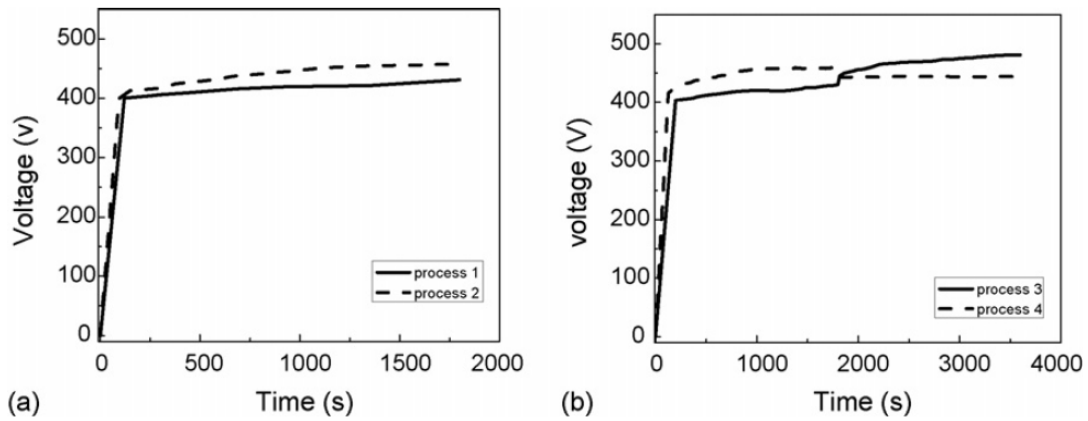 500
400
300
200
100
0
Voltage (v)
process 1
process 2
0 500 1000 1500 2000
(a) Time (s)
500
400
300
200
100
0
voltage (V)
process 3
process 4
0 1000 2000 3000 4000
(b) Time (s)